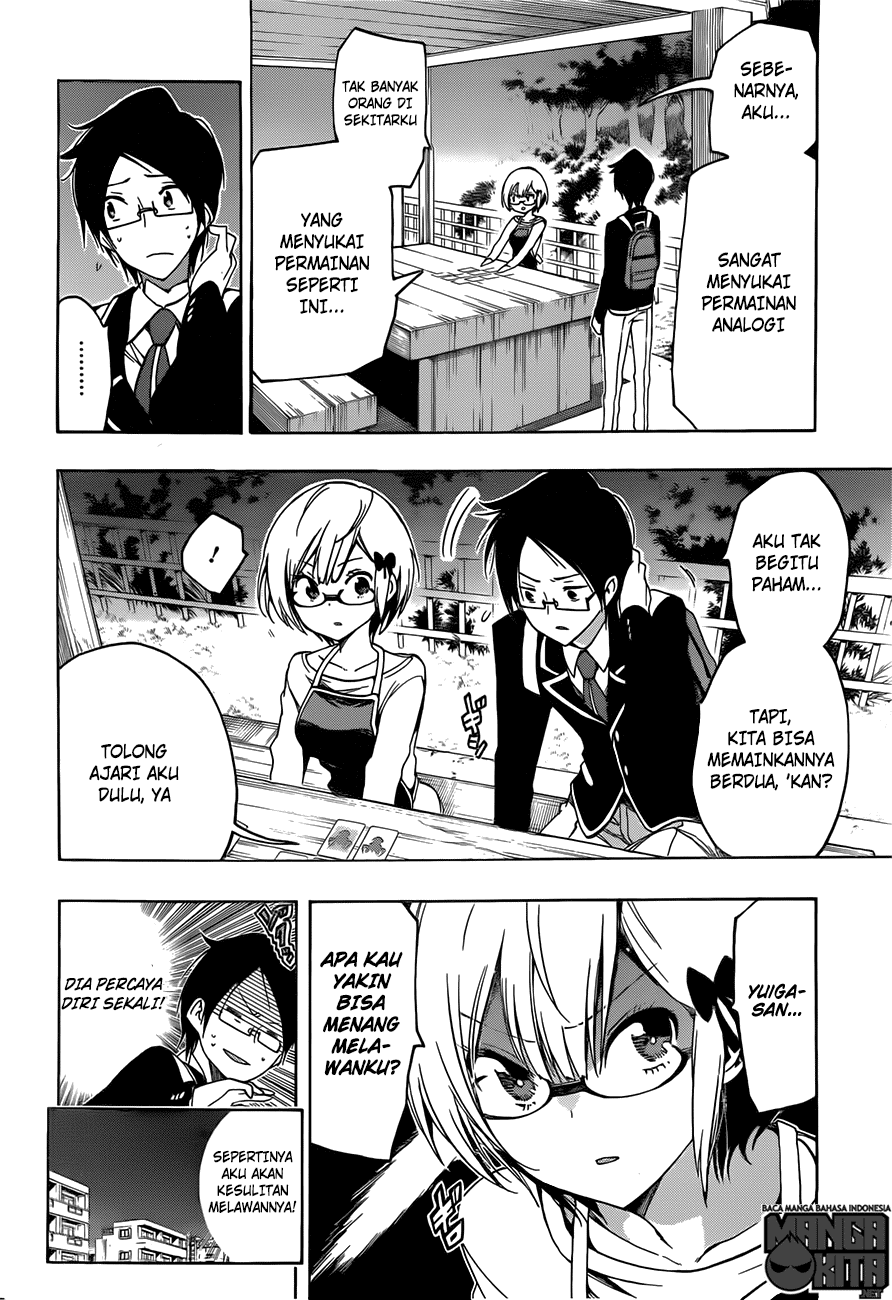 SEBE-
NARNYA,
AKU...
SANGAT
MENYUKAI
PERMAINAN
ANALOGI
TAK BANYAK
ORANG DI
SEKITARKU
YANG
MENYUKAI
PERMAINAN
SEPERTI
INI...
.........
AKU TAK
BEGITU
PAHAM...
TAPI,
KITA BISA
MEMAINKANNYA
BERDUA, 'KAN?
!
TOLONG
AJARI AKU
DULU, YA
YUIGA-
SAN...
APA KAU
YAKIN
BISA
MENANG
MELA-
WANKU?
DIA PERCAYA
DIRI SEKALI!
SEPERTINYA
AKU AKAN
KESULITAN
MELAWANNYA!
BACA MANGA BAHASA INDONESIA
MANGA
KITA
.NET